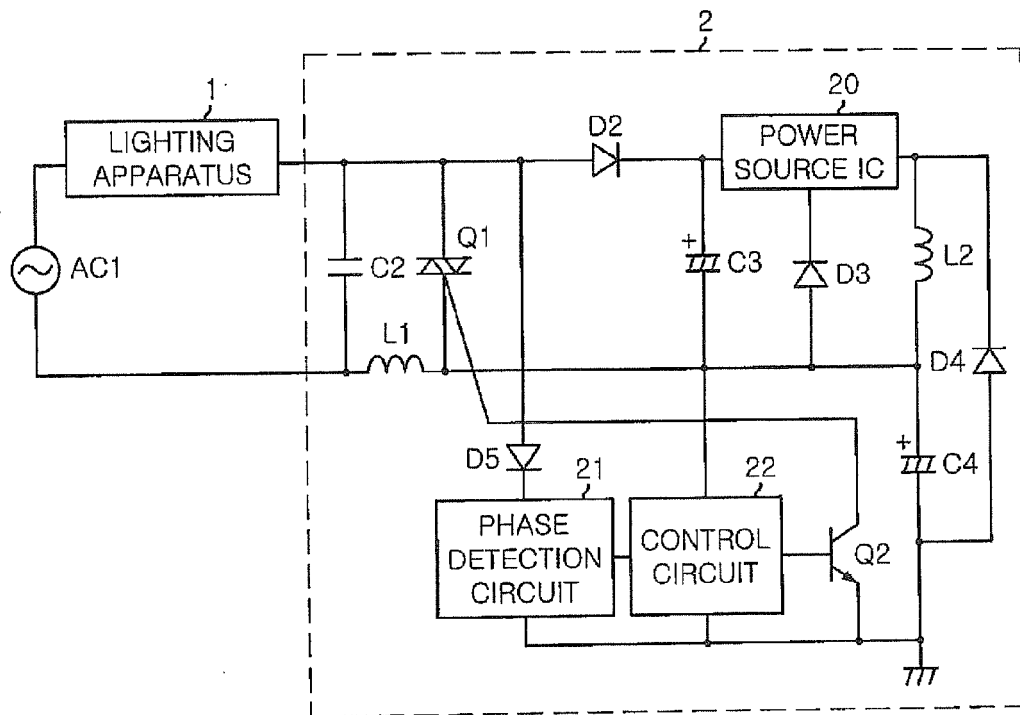 2
1
LIGHTING
APPARATUS
AC1
D2
20
POWER
SOURCE IC
C2
Q1
+
C3
D3
L2
L1
D4
D5
21
PHASE
DETECTION
CIRCUIT
22
CONTROL
CIRCUIT
Q2
+
C4